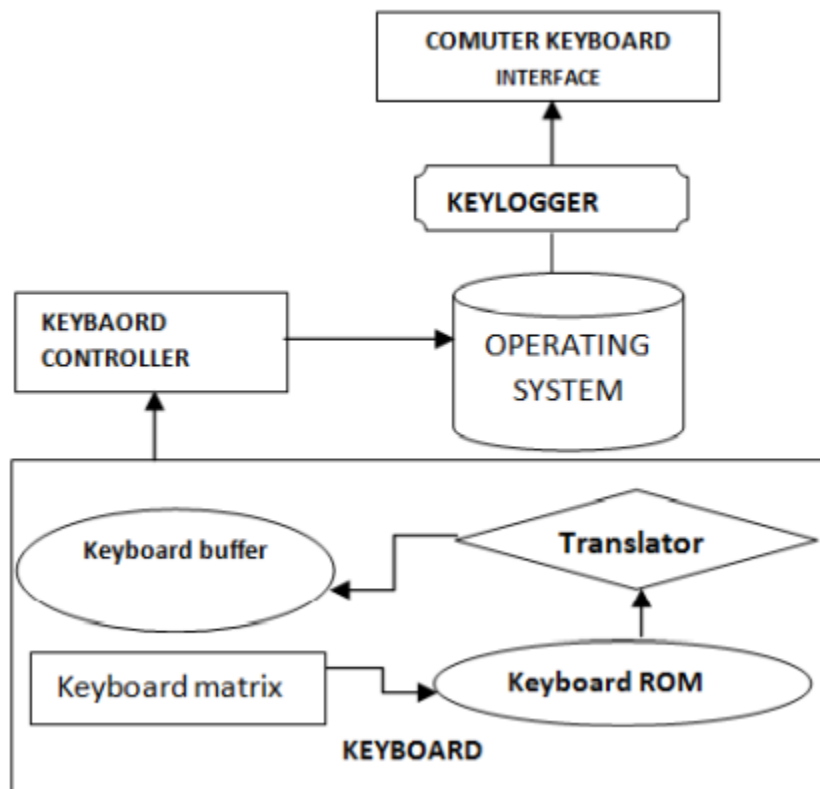 COMUTER KEYBOARD
INTERFACE
KEYLOGGER
KEYBAORD
CONTROLLER
OPERATING
SYSTEM
Keyboard buffer
Translator
Keyboard matrix
Keyboard ROM
KEYBOARD